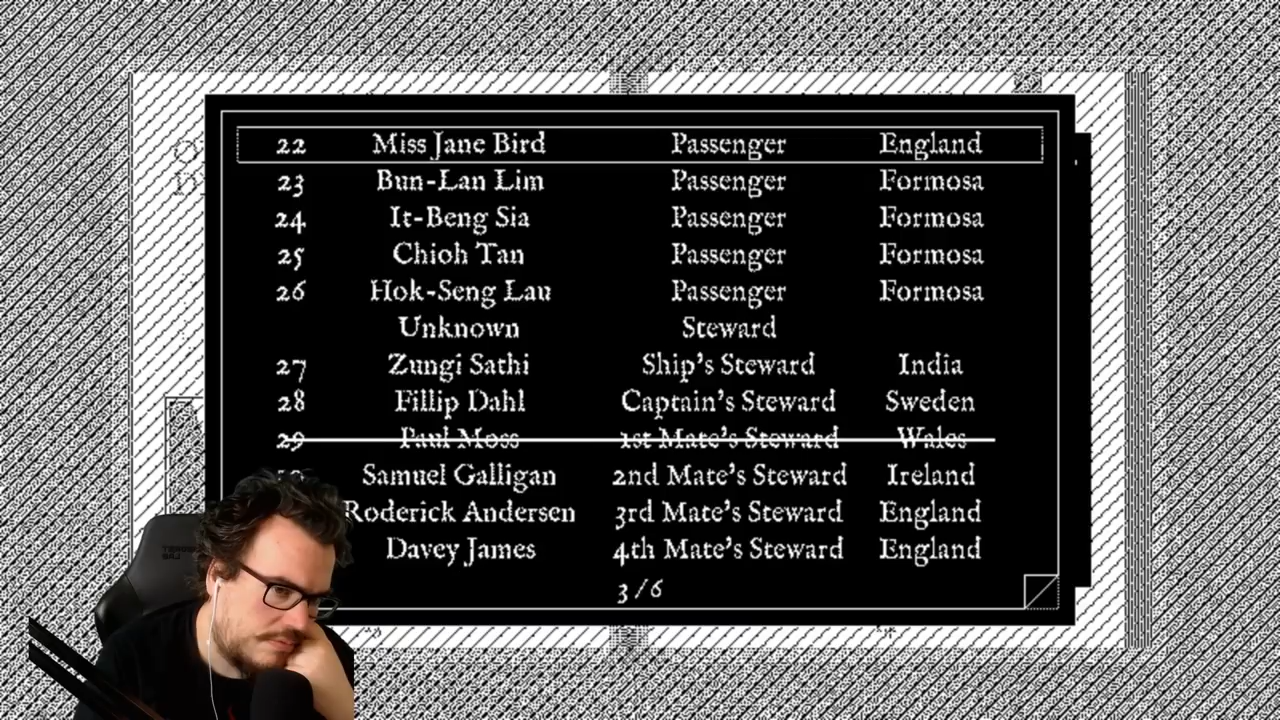 22 Miss Jane Bird Passenger England
23 Bun-Lan Lim Passenger Formosa
24 It-Beng Sia Passenger Formosa
25 Chioh Tan Passenger Formosa
26 Hok-Seng Lau Passenger Formosa
Unknown Steward
27 Zungi Sathi Ship's Steward India
28 Fillip Dahl Captain's Steward Sweden
29 Paul Moss 1st Mate's Steward Wales
Samuel Galligan 2nd Mate's Steward Ireland
Roderick Andersen 3rd Mate's Steward England
Davey James 4th Mate's Steward England
3/6